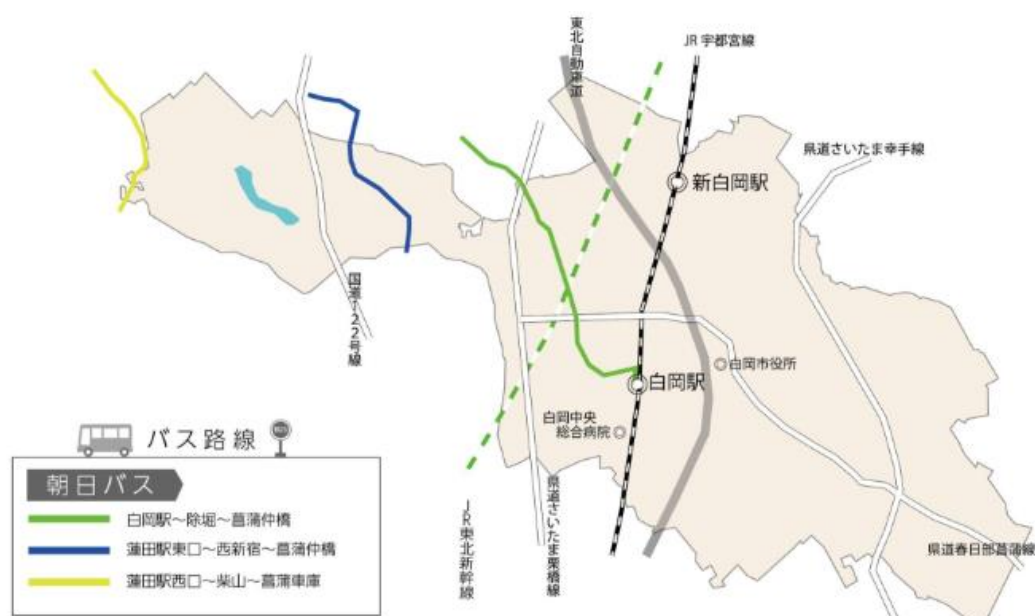 東北自動車道
JR 宇都宮線
県道さいたま幸手線
新白岡駅
国道122号線
白岡市役所
白岡駅
白岡中央
総合病院
バス路線
朝日バス
白岡駅～除堀～菖蒲仲橋
蓮田駅東口～西新宿～菖蒲仲橋
蓮田駅西口～柴山～菖蒲車庫
JR東北新幹線
県道さいたま栗橋線
県道春日部菖蒲線